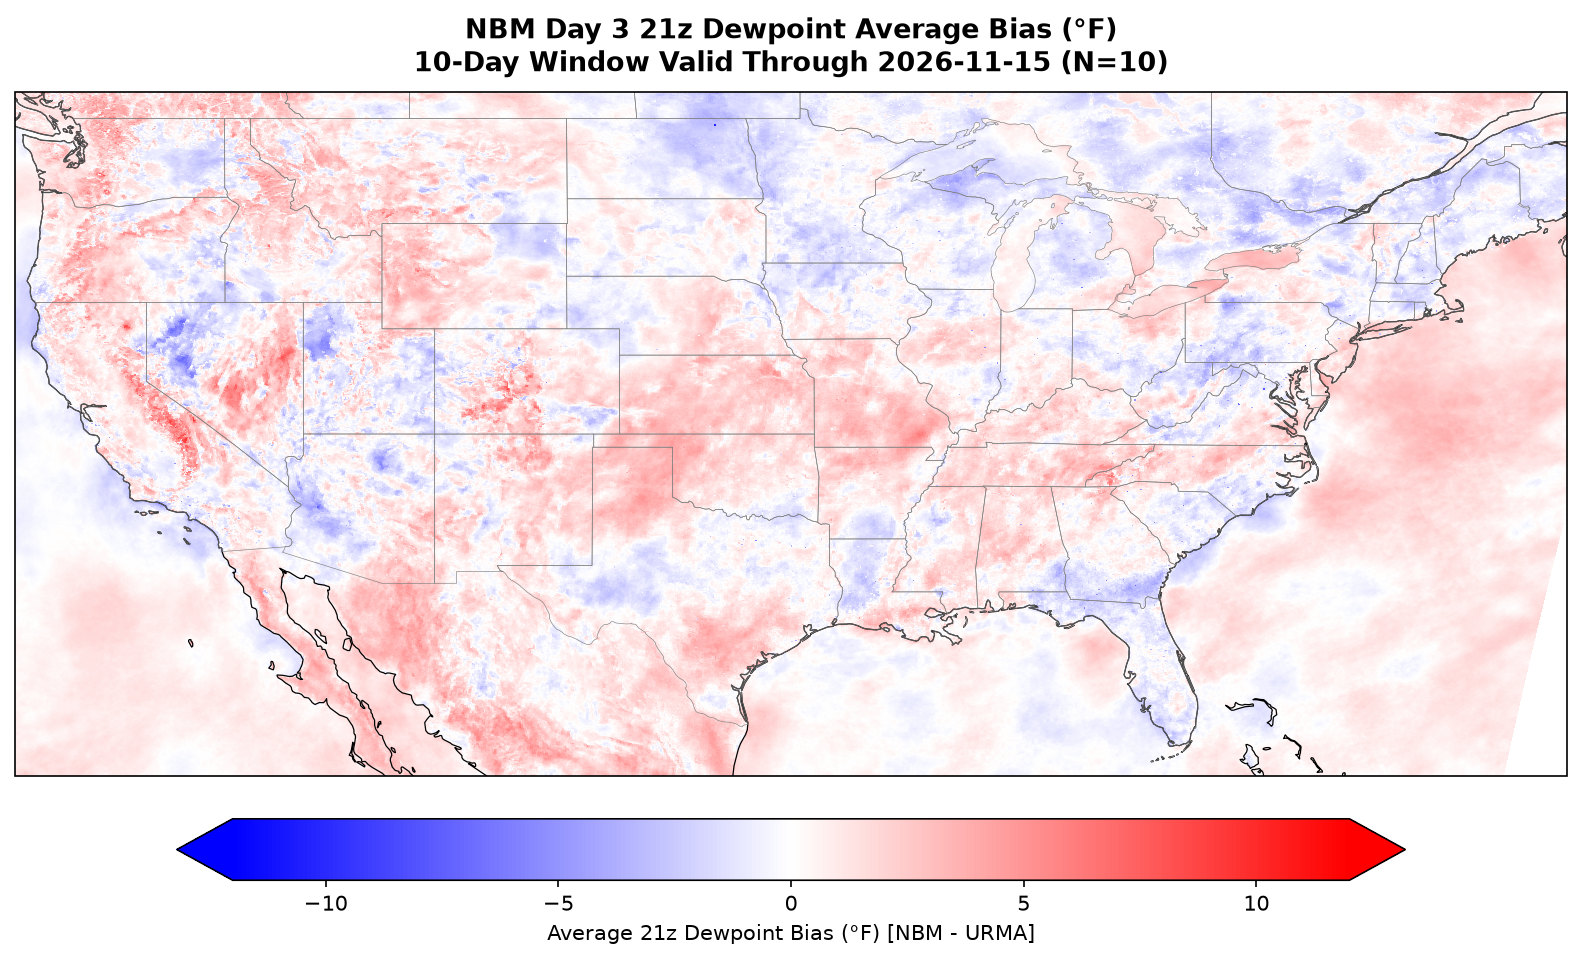 NBM Day 3 21z Dewpoint Average Bias (°F)
10-Day Window Valid Through 2026-11-15 (N=10)
−10 −5 0 5 10
Average 21z Dewpoint Bias (°F) [NBM - URMA]